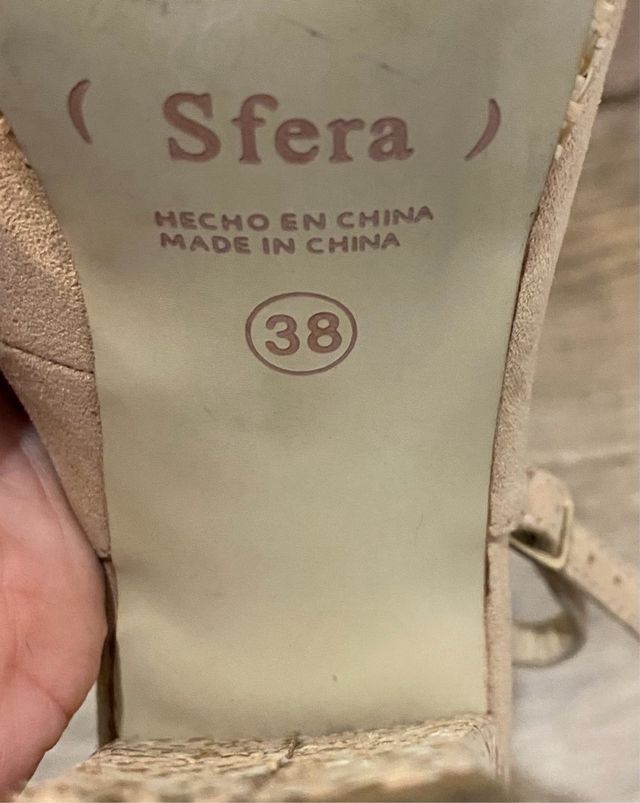 ( Sfera )
HECHO EN CHINA
MADE IN CHINA
38